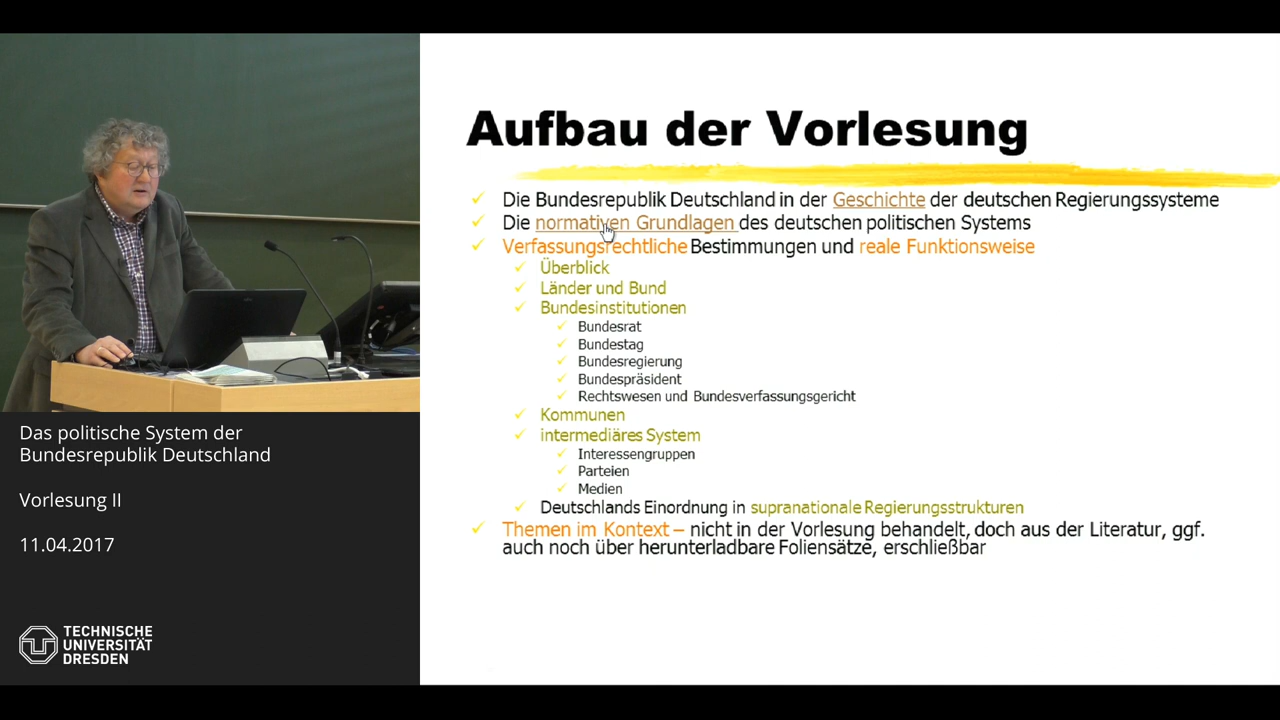 Aufbau der Vorlesung
Die Bundesrepublik Deutschland in der Geschichte der deutschen Regierungssysteme
Die normativen Grundlagen des deutschen politischen Systems
Verfassungsrechtliche Bestimmungen und reale Funktionsweise
Überblick
Länder und Bund
Bundesinstitutionen
Bundesrat
Bundestag
Bundesregierung
Bundespräsident
Rechtswesen und Bundesverfassungsgericht
Kommunen
intermediäres System
Interessengruppen
Parteien
Medien
Deutschlands Einordnung in supranationale Regierungsstrukturen
Themen im Kontext – nicht in der Vorlesung behandelt, doch aus der Literatur, ggf.
auch noch über herunterladbare Foliensätze, erschließbar
Das politische System der
Bundesrepublik Deutschland
Vorlesung II
11.04.2017
TECHNISCHE
UNIVERSITÄT
DRESDEN